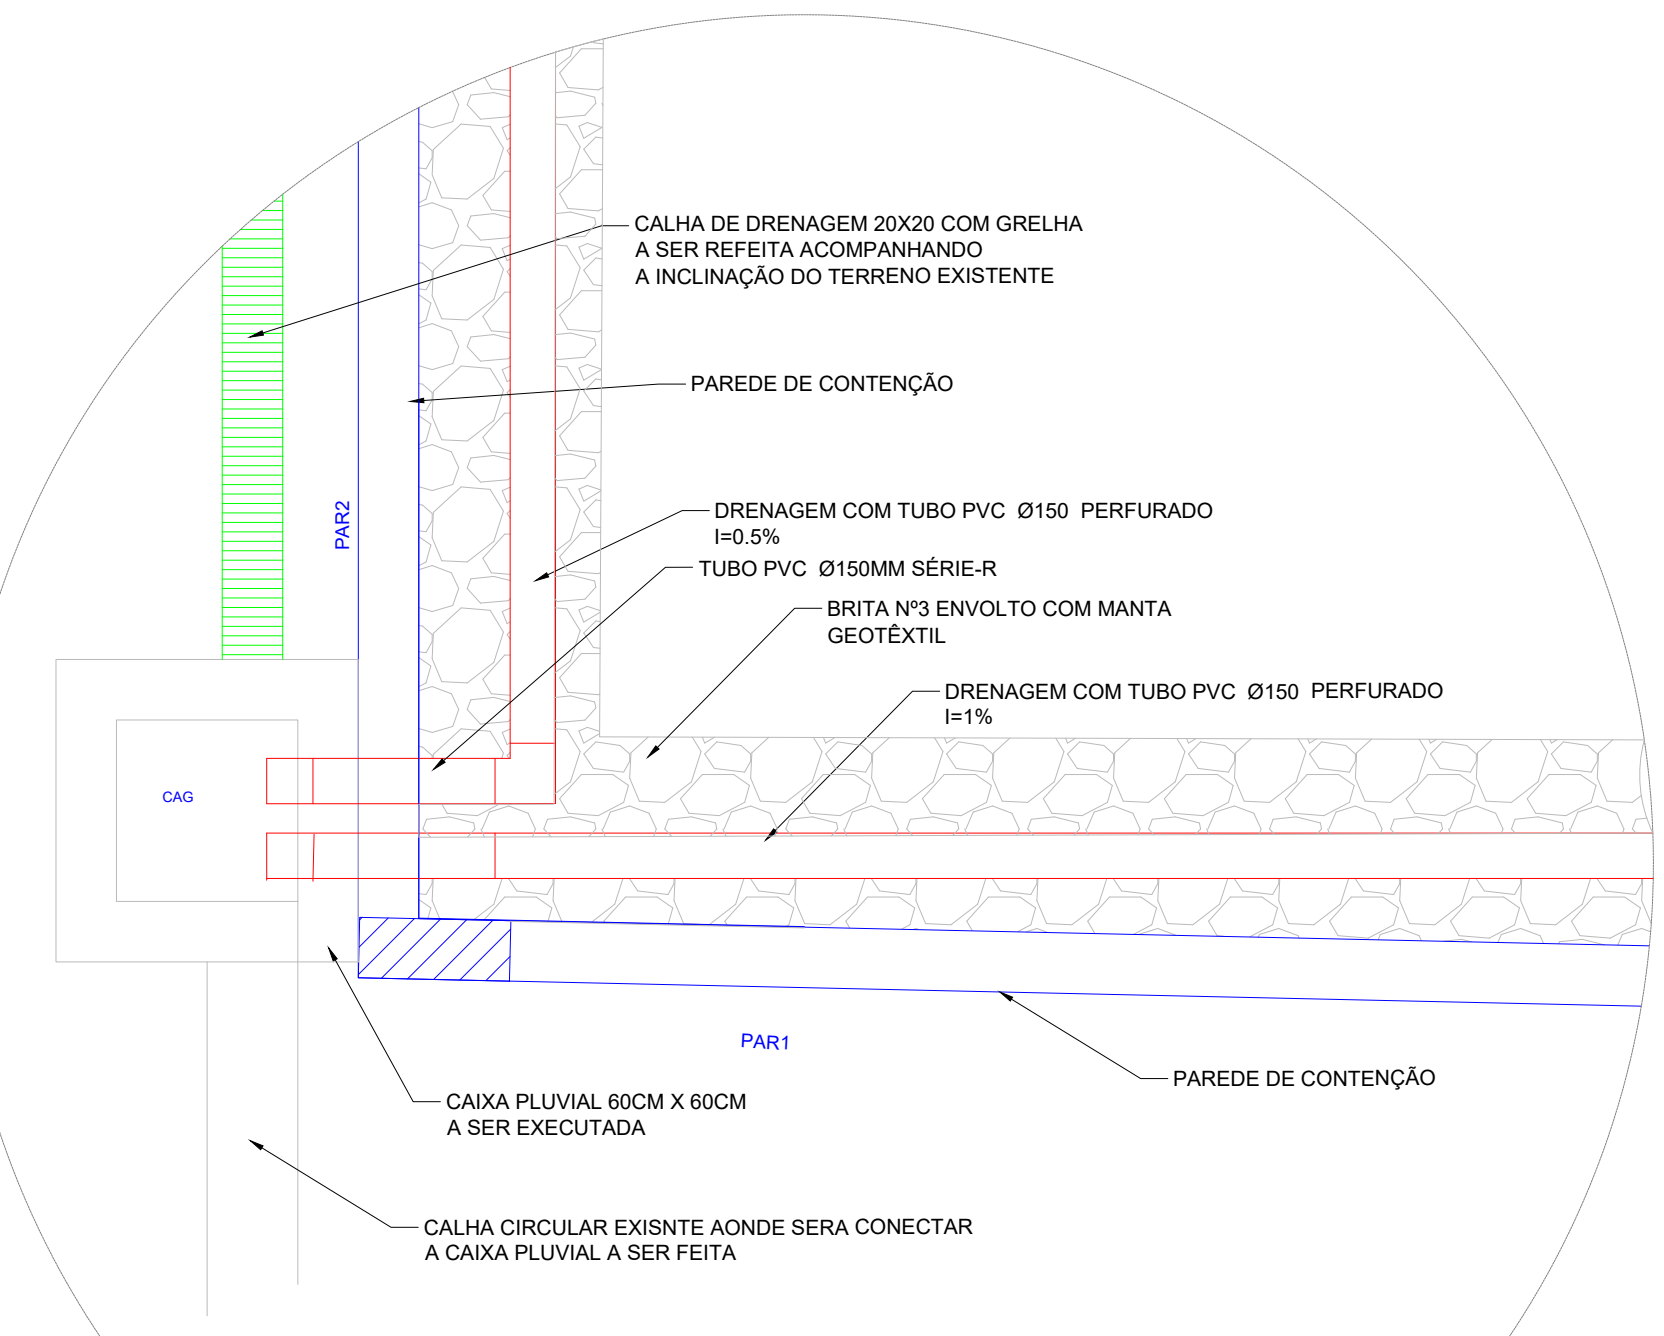 CALHA DE DRENAGEM 20X20 COM GRELHA
A SER REFEITA ACOMPANHANDO
A INCLINAÇÃO DO TERRENO EXISTENTE
PAREDE DE CONTENÇÃO
PAR2
DRENAGEM COM TUBO PVC Ø150 PERFURADO
I=0.5%
TUBO PVC Ø150MM SÉRIE-R
BRITA Nº3 ENVOLTO COM MANTA
GEOTÊXTIL
DRENAGEM COM TUBO PVC Ø150 PERFURADO
I=1%
CAG
PAR1
PAREDE DE CONTENÇÃO
CAIXA PLUVIAL 60CM X 60CM
A SER EXECUTADA
CALHA CIRCULAR EXISNTE AONDE SERA CONECTAR
A CAIXA PLUVIAL A SER FEITA